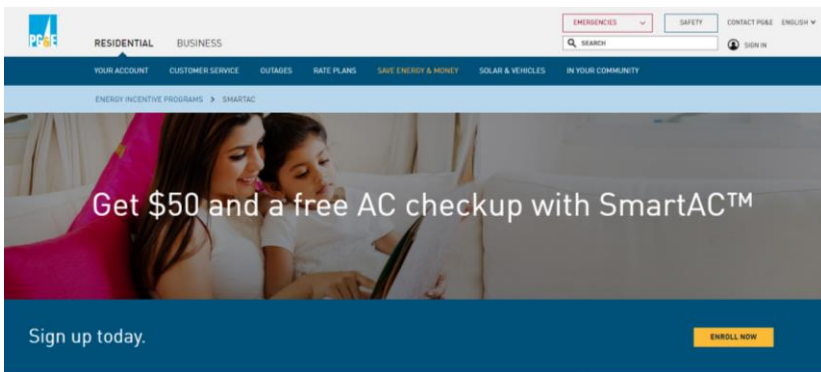 EMERGENCIES
SAFETY
CONTACT PG&E
ENGLISH
PG&E
RESIDENTIAL
BUSINESS
SEARCH
SIGN IN
YOUR ACCOUNT
CUSTOMER SERVICE
OUTAGES
RATE PLANS
SAVE ENERGY & MONEY
SOLAR & VEHICLES
IN YOUR COMMUNITY
ENERGY INCENTIVE PROGRAMS > SMARTAC
Get $50 and a free AC checkup with SmartAC™
Sign up today.
ENROLL NOW